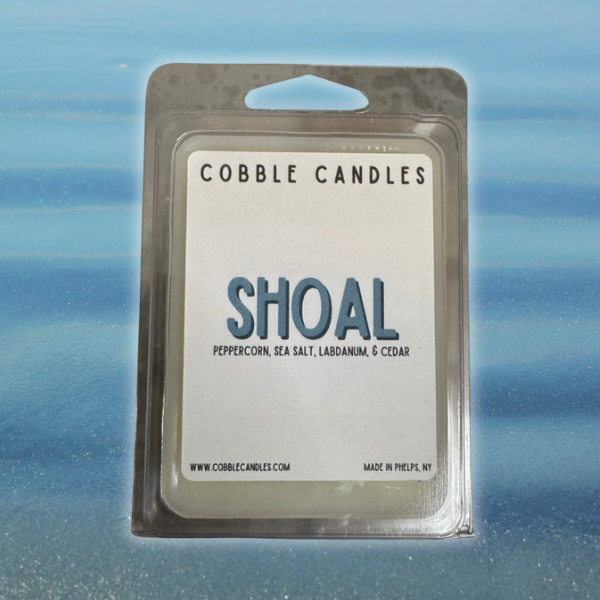 COBBLE CANDLES
SHOAL
PEPPERCORN, SEA SALT, LABDANUM, & CEDAR
WWW.COBBLECANDLES.COM MADE IN PHELPS, NY